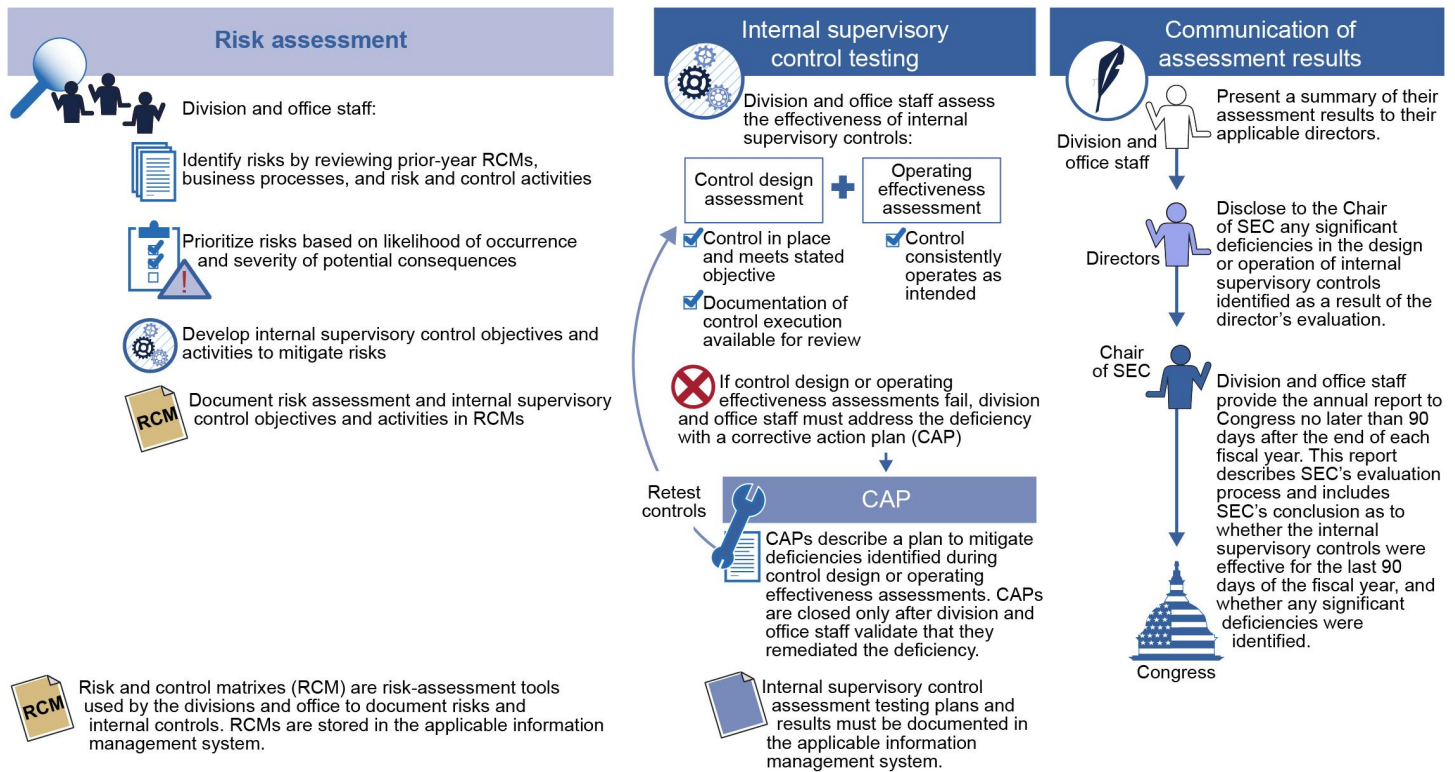 Risk assessment
Division and office staff:
Identify risks by reviewing prior-year RCMs,
business processes, and risk and control activities
Prioritize risks based on likelihood of occurrence
and severity of potential consequences
!
Develop internal supervisory control objectives and
activities to mitigate risks
RCM
Document risk assessment and internal supervisory
control objectives and activities in RCMs
RCM
Risk and control matrixes (RCM) are risk-assessment tools
used by the divisions and office to document risks and
internal controls. RCMs are stored in the applicable information
management system.
Internal supervisory
control testing
Division and office staff assess
the effectiveness of internal
supervisory controls:
Control design
assessment
Operating
effectiveness
assessment
Control in place
and meets stated
objective
Documentation of
control execution
available for review
Control
consistently
operates as
intended
If control design or operating
effectiveness assessments fail, division
and office staff must address the deficiency
with a corrective action plan (CAP)
Retest
controls
CAP
CAPs describe a plan to mitigate
deficiencies identified during
control design or operating
effectiveness assessments. CAPs
are closed only after division and
office staff validate that they
remediated the deficiency.
Internal supervisory control
assessment testing plans and
results must be documented in
the applicable information
management system.
Communication of
assessment results
Division and
office staff
Present a summary of their
assessment results to their
applicable directors.
Directors
Disclose to the Chair
of SEC any significant
deficiencies in the design
or operation of internal
supervisory controls
identified as a result of the
director’s evaluation.
Chair
of SEC
Division and office staff
provide the annual report to
Congress no later than 90
days after the end of each
fiscal year. This report
describes SEC’s evaluation
process and includes
SEC’s conclusion as to
whether the internal
supervisory controls were
effective for the last 90
days of the fiscal year, and
whether any significant
deficiencies were
identified.
Congress